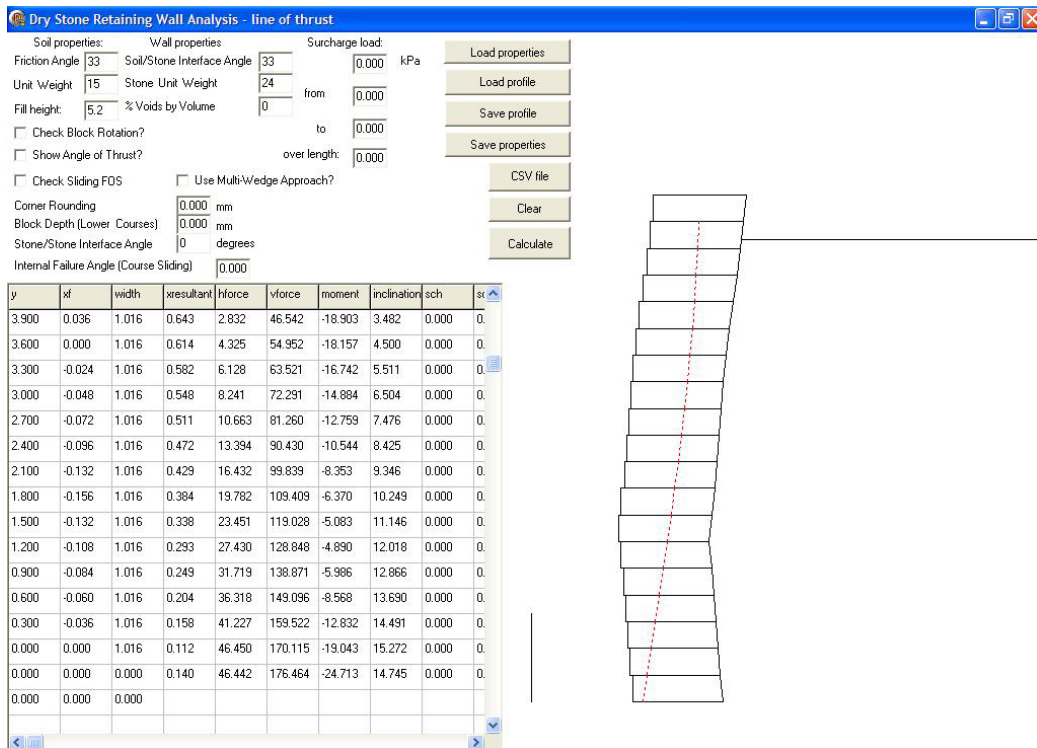 Dry Stone Retaining Wall Analysis - line of thrust
Soil properties: Wall properties Surcharge load:
Friction Angle 33 Soil/Stone Interface Angle 33 0.000 kPa
Unit Weight 15 Stone Unit Weight 24
from 0.000
Fill height: 5.2 % Voids by Volume 0
Check Block Rotation? to 0.000
Show Angle of Thrust? over length: 0.000
Check Sliding FOS Use Multi-Wedge Approach?
Corner Rounding 0.000 mm
Block Depth (Lower Courses) 0.000 mm
Stone/Stone Interface Angle 0 degrees
Internal Failure Angle (Course Sliding) 0.000
Load properties
Load profile
Save profile
Save properties
CSV file
Clear
Calculate
y xf width xresultant hforce vforce moment inclination sch
3.900 0.036 1.016 0.643 2.832 46.542 -18.903 3.482 0.000 0.
3.600 0.000 1.016 0.614 4.325 54.952 -18.157 4.500 0.000 0.
3.300 -0.024 1.016 0.582 6.128 63.521 -16.742 5.511 0.000 0.
3.000 -0.048 1.016 0.548 8.241 72.291 -14.884 6.504 0.000 0.
2.700 -0.072 1.016 0.511 10.663 81.260 -12.759 7.476 0.000 0.
2.400 -0.096 1.016 0.472 13.394 90.430 -10.544 8.425 0.000 0.
2.100 -0.132 1.016 0.429 16.432 99.839 -8.353 9.346 0.000 0.
1.800 -0.156 1.016 0.384 19.782 109.409 -6.370 10.249 0.000 0.
1.500 -0.132 1.016 0.338 23.451 119.028 -5.083 11.146 0.000 0.
1.200 -0.108 1.016 0.293 27.430 128.848 -4.890 12.018 0.000 0.
0.900 -0.084 1.016 0.249 31.719 138.871 -5.986 12.866 0.000 0.
0.600 -0.060 1.016 0.204 36.318 149.096 -8.568 13.690 0.000 0.
0.300 -0.036 1.016 0.158 41.227 159.522 -12.832 14.491 0.000 0.
0.000 0.000 1.016 0.112 46.450 170.115 -19.043 15.272 0.000 0.
0.000 0.000 0.000 0.140 46.442 176.464 -24.713 14.745 0.000 0.
0.000 0.000 0.000